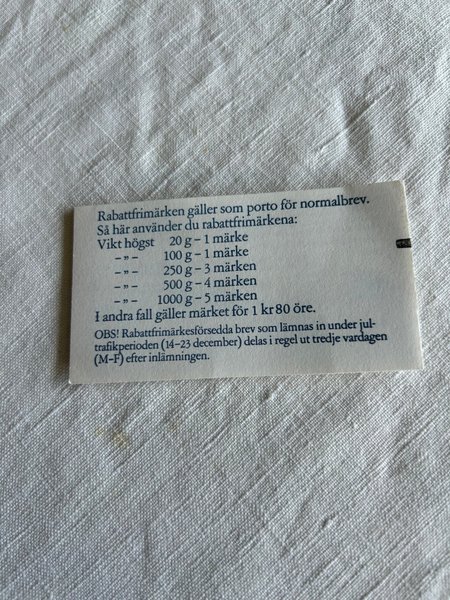 Rabattfrimärken gäller som porto för normalbrev.
Så här använder du rabattfrimärkena:
Vikt högst 20 g – 1 märke
– ” – 100 g – 1 märke
– ” – 250 g – 3 märken
– ” – 500 g – 4 märken
– ” – 1000 g – 5 märken
I andra fall gäller märket för 1 kr 80 öre.
OBS! Rabattfrimärkesförsedda brev som lämnas in under jul-
trafikperioden (14–23 december) delas i regel ut tredje vardagen
(M–F) efter inlämningen.